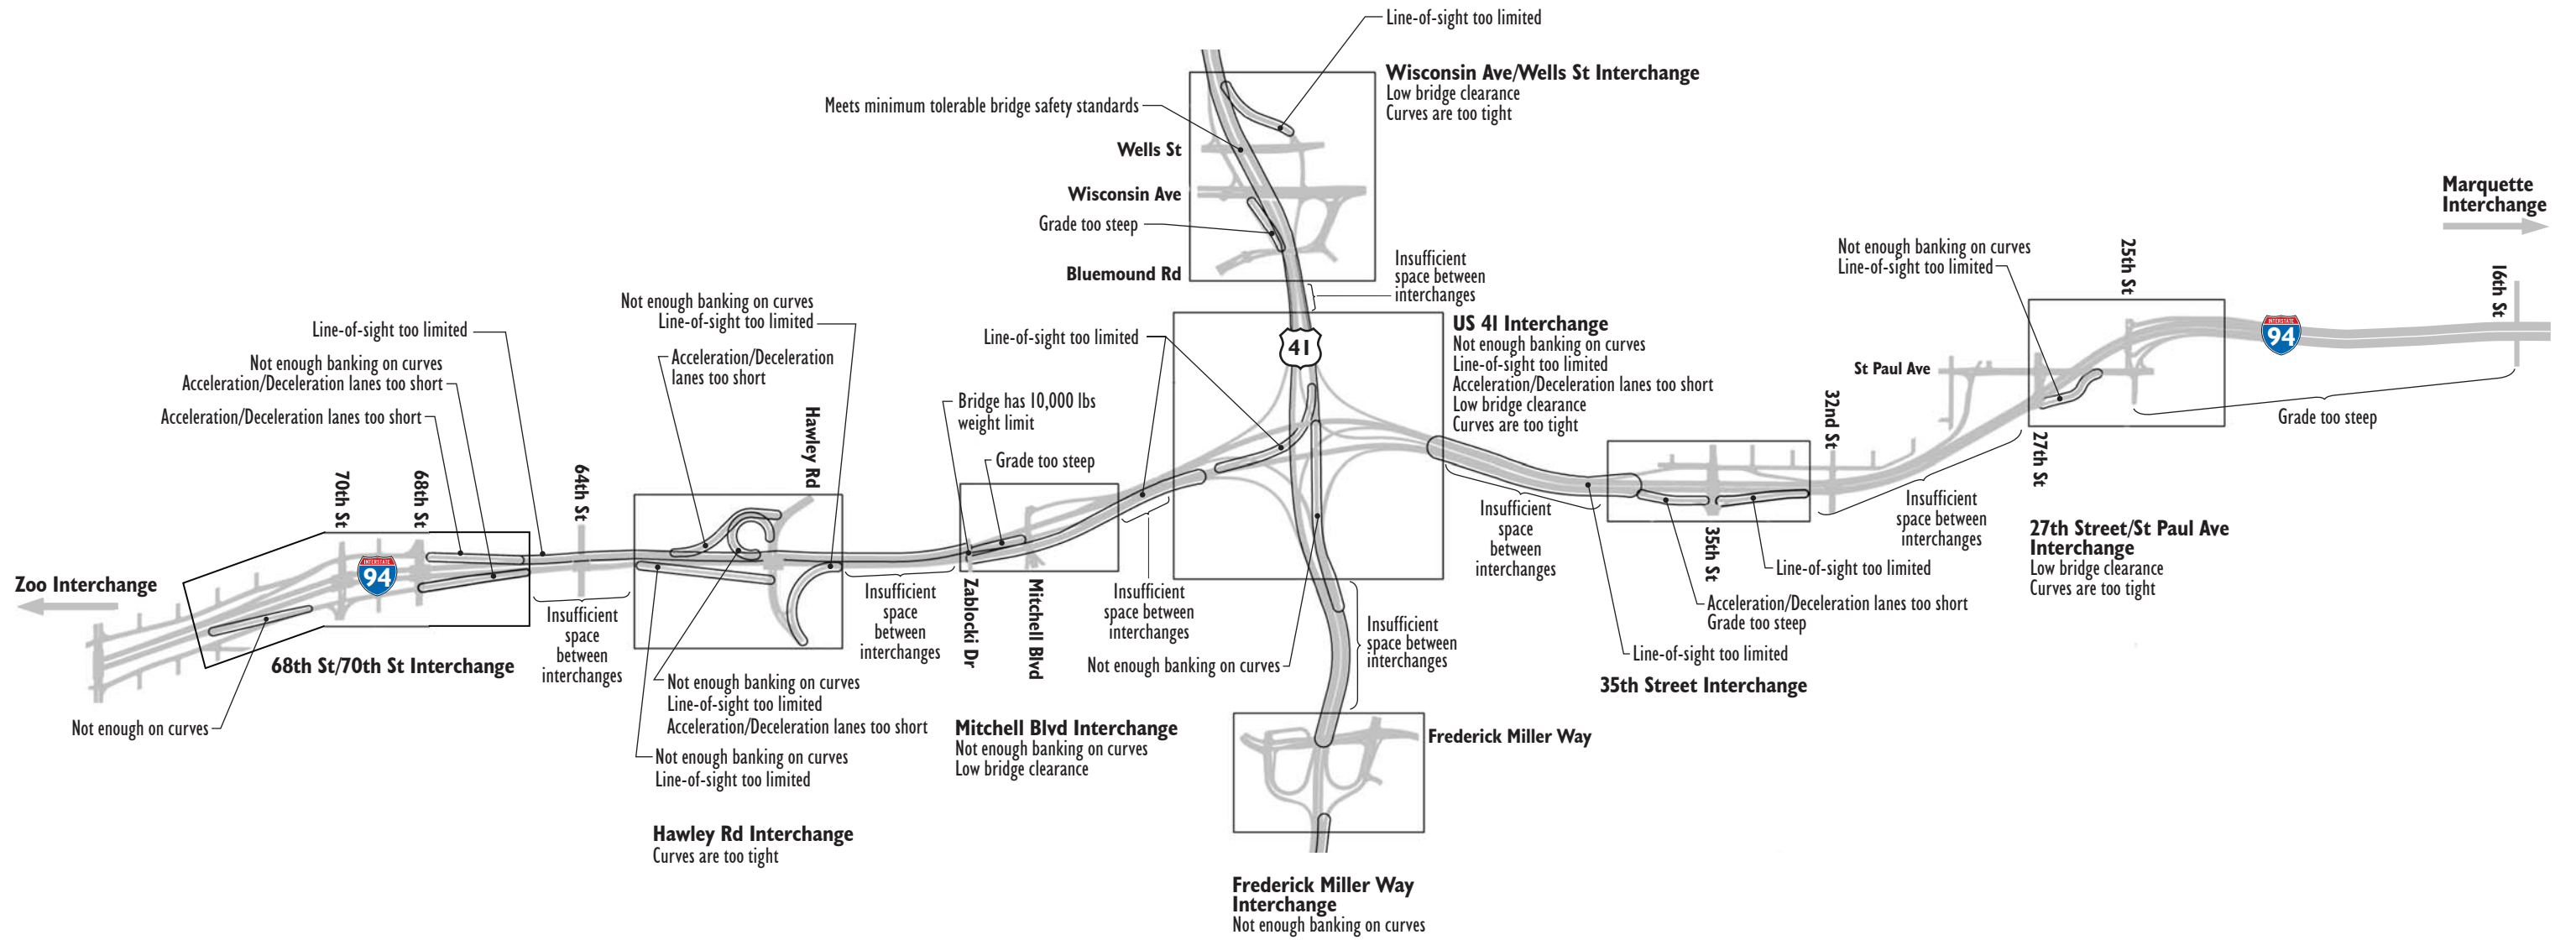 Line-of-sight too limited
Wisconsin Ave/Wells St Interchange
Low bridge clearance
Curves are too tight
Meets minimum tolerable bridge safety standards
Wells St
Wisconsin Ave
Grade too steep
Bluemound Rd
Insufficient
space between
interchanges
Marquette
Interchange
Not enough banking on curves
Line-of-sight too limited
25th St
16th St
INTERSTATE
94
St Paul Ave
Grade too steep
32nd St
27th St
Insufficient
space between
interchanges
27th Street/St Paul Ave
Interchange
Low bridge clearance
Curves are too tight
41
US 41 Interchange
Not enough banking on curves
Line-of-sight too limited
Acceleration/Deceleration lanes too short
Low bridge clearance
Curves are too tight
Line-of-sight too limited
Not enough banking on curves
Line-of-sight too limited
Acceleration/Deceleration
lanes too short
Line-of-sight too limited
Not enough banking on curves
Acceleration/Deceleration lanes too short
Acceleration/Deceleration lanes too short
Hawley Rd
Bridge has 10,000 lbs
weight limit
Grade too steep
70th St
68th St
64th St
INTERSTATE
94
Zoo Interchange
68th St/70th St Interchange
Not enough on curves
Insufficient
space
between
interchanges
Insufficient
space
between
interchanges
Zablocki Dr
Mitchell Blvd
Insufficient
space between
interchanges
Not enough banking on curves
Insufficient
space between
interchanges
Insufficient
space
between
interchanges
35th St
Line-of-sight too limited
Acceleration/Deceleration lanes too short
Grade too steep
Line-of-sight too limited
35th Street Interchange
Not enough banking on curves
Line-of-sight too limited
Acceleration/Deceleration lanes too short
Not enough banking on curves
Line-of-sight too limited
Mitchell Blvd Interchange
Not enough banking on curves
Low bridge clearance
Frederick Miller Way
Hawley Rd Interchange
Curves are too tight
Frederick Miller Way
Interchange
Not enough banking on curves